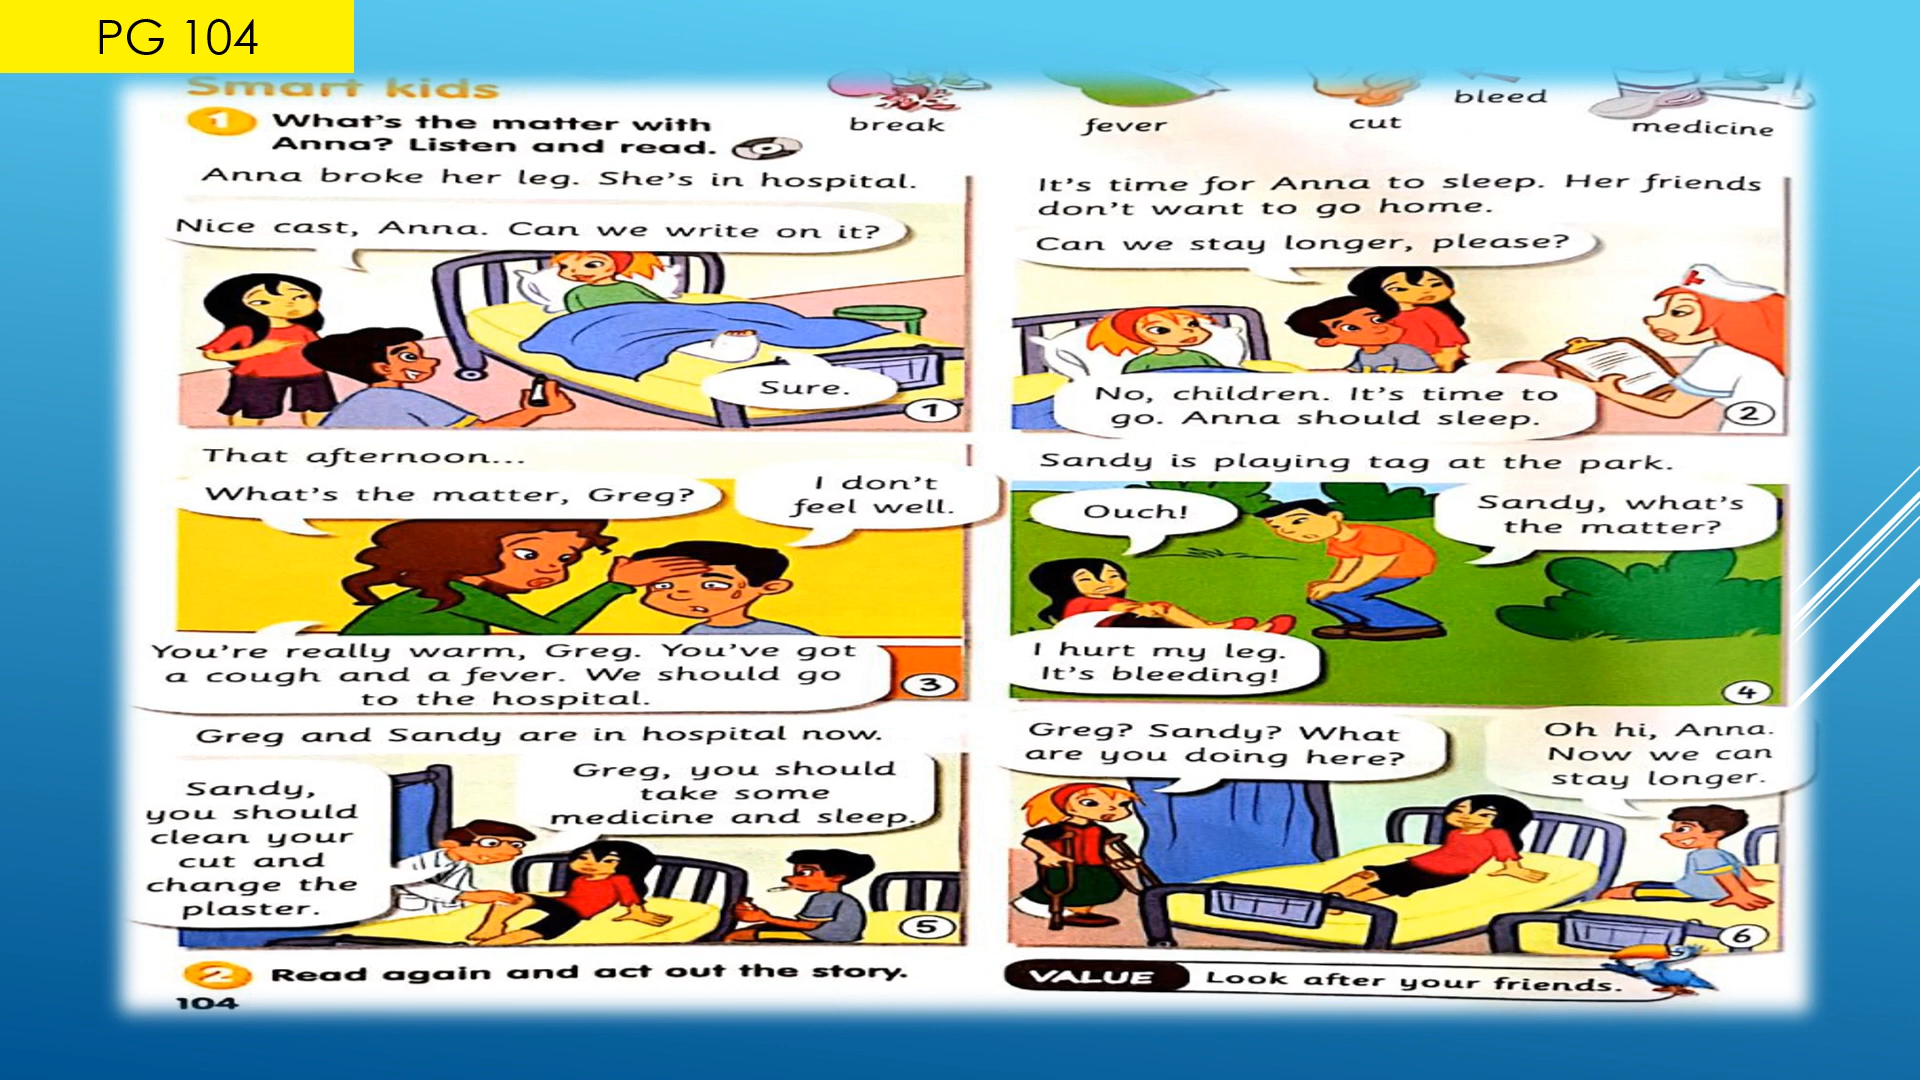 PG 104
Smart kids
break
fever
cut
bleed
medicine
1 What's the matter with
Anna? Listen and read.
Anna broke her leg. She's in hospital.
Nice cast, Anna. Can we write on it?
Sure.
1
It's time for Anna to sleep. Her friends
don't want to go home.
Can we stay longer, please?
No, children. It's time to
go. Anna should sleep.
2
That afternoon...
What's the matter, Greg?
I don't
feel well.
You're really warm, Greg. You've got
a cough and a fever. We should go
to the hospital.
3
Sandy is playing tag at the park.
Ouch!
Sandy, what's
the matter?
I hurt my leg.
It's bleeding!
4
Greg and Sandy are in hospital now.
Sandy,
you should
clean your
cut and
change the
plaster.
Greg, you should
take some
medicine and sleep.
5
Greg? Sandy? What
are you doing here?
Oh hi, Anna.
Now we can
stay longer.
6
2 Read again and act out the story.
VALUE Look after your friends.
104